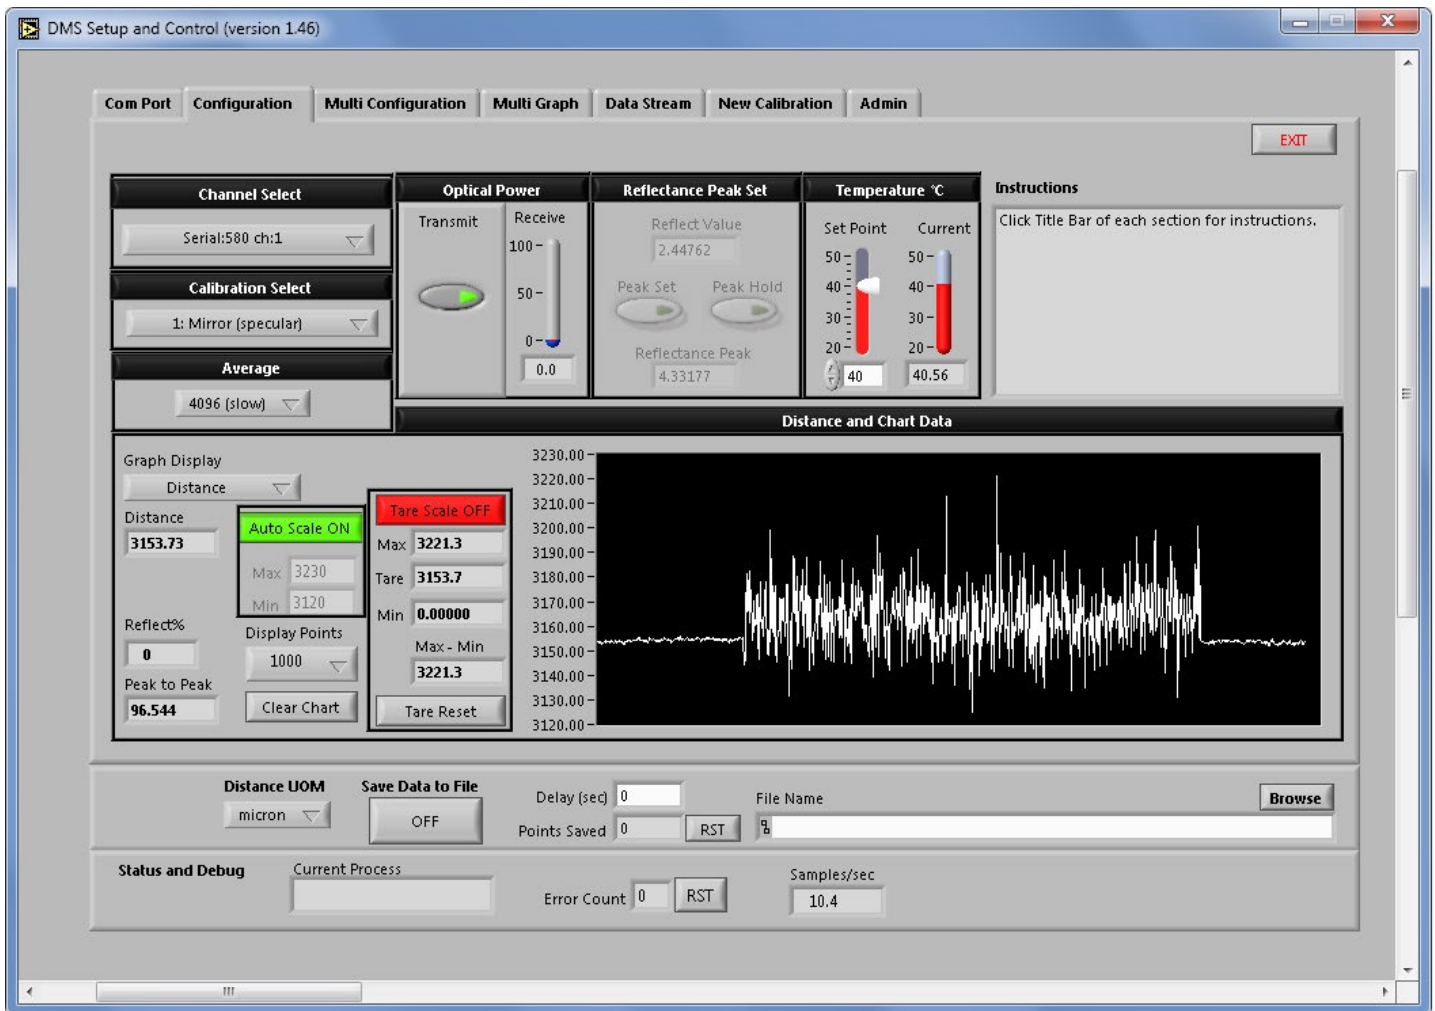 DMS Setup and Control (version 1.46)
Com Port
Configuration
Multi Configuration
Multi Graph
Data Stream
New Calibration
Admin
EXIT
Channel Select
Serial:580 ch:1
Calibration Select
1: Mirror (specular)
Average
4096 (slow)
Optical Power
Transmit
Receive
100
50
0
0.0
Reflectance Peak Set
Reflect Value
2.44762
Peak Set
Peak Hold
Reflectance Peak
4.33177
Temperature °C
Set Point
Current
50
40
30
20
40
50
40
30
20
40.56
Instructions
Click Title Bar of each section for instructions.
Distance and Chart Data
Graph Display
Distance
Distance
3153.73
Auto Scale ON
Max 3230
Min 3120
Reflect%
0
Display Points
1000
Peak to Peak
96.544
Clear Chart
Tare Scale OFF
Max 3221.3
Tare 3153.7
Min 0.00000
Max - Min
3221.3
Tare Reset
3230.00
3220.00
3210.00
3200.00
3190.00
3180.00
3170.00
3160.00
3150.00
3140.00
3130.00
3120.00
Distance UOM
micron
Save Data to File
OFF
Delay (sec) 0
Points Saved 0
RST
File Name
Browse
Status and Debug
Current Process
Error Count 0
RST
Samples/sec
10.4